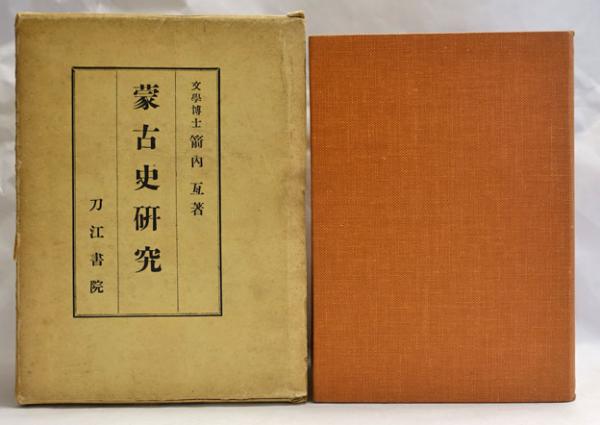 文學博士 箭内亙著
蒙古史研究
刀江書院